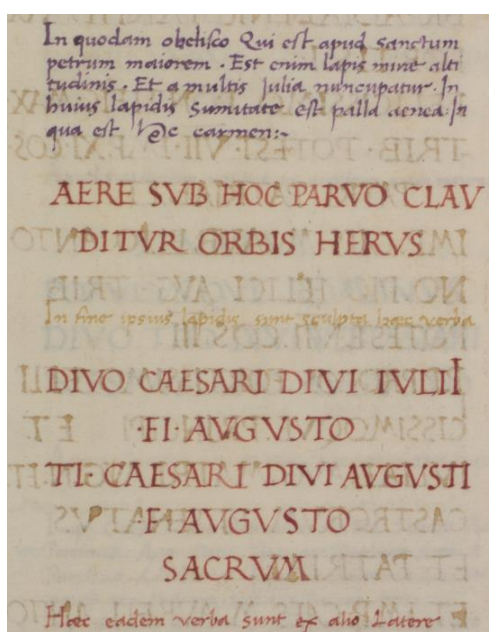 In quodam obelisco Qui est apud sanctum
petrum maiorem . Est enim lapis mire alti
tudinis . Et a multis Julia nuncupatur . In
huius lapidis sumitate est palla aenea . In
qua est hoc carmen :~
AERE SVB HOC PARVO CLAV
DITVR ORBIS HERVS
In fine ipsius lapidis sunt sculpta haec verba
DIVO CAESARI DIVI IVLII
·FI·AVGVSTO
TI·CAESARI DIVI AVGVSTI
·F·AVGVSTO
SACRVM
Haec eadem verba sunt ex alio latere